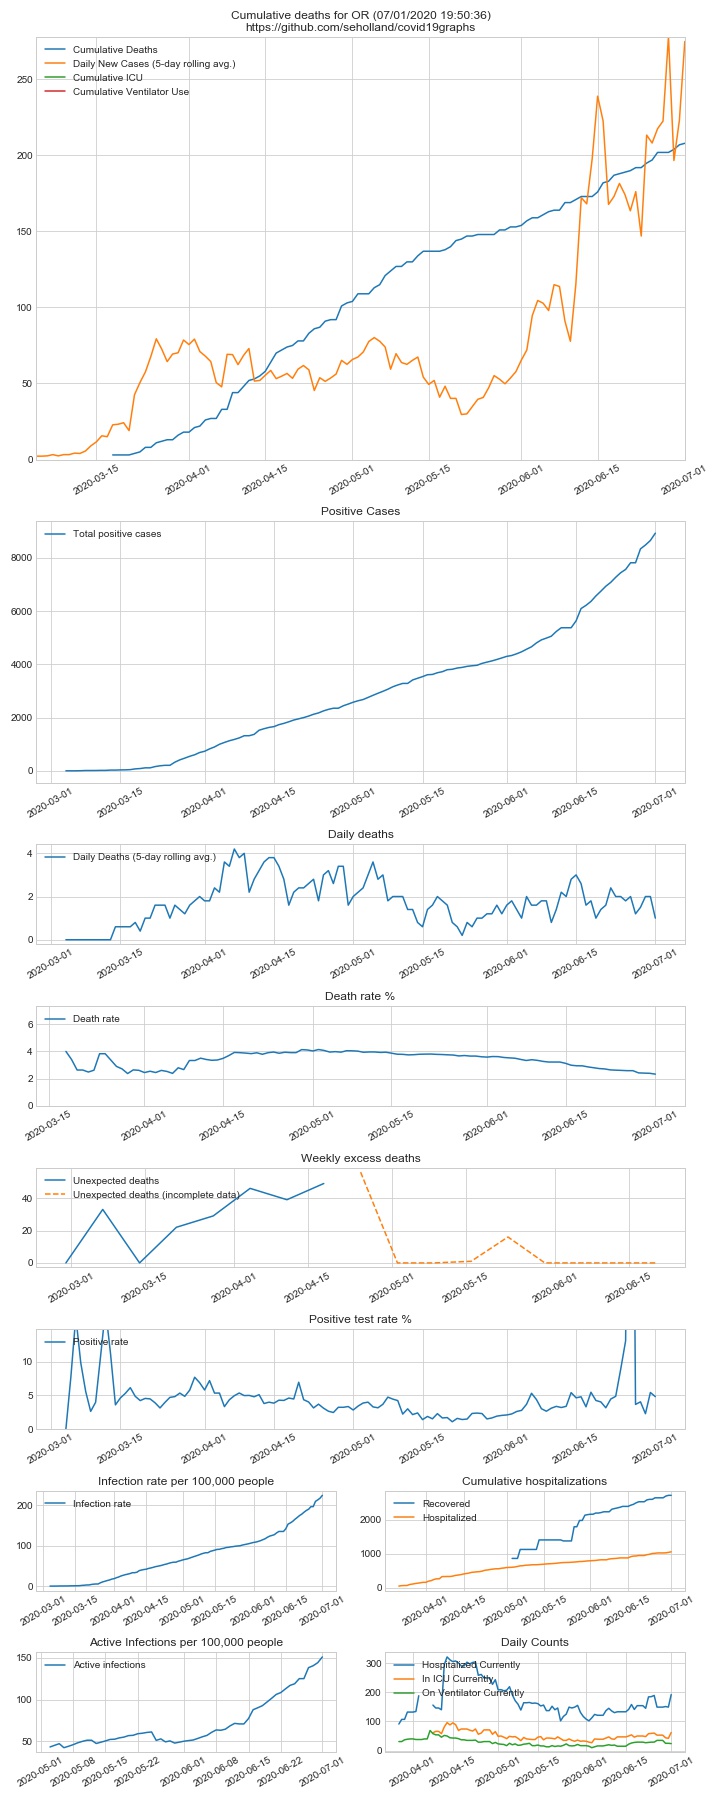 Cumulative deaths for OR (07/01/2020 19:50:36)
https://github.com/seholland/covid19graphs
Cumulative Deaths
Daily New Cases (5-day rolling avg.)
Cumulative ICU
Cumulative Ventilator Use
250
200
150
100
50
0
2020-03-15 2020-04-01 2020-04-15 2020-05-01 2020-05-15 2020-06-01 2020-06-15 2020-07-01
Positive Cases
Total positive cases
8000
6000
4000
2000
0
2020-03-01 2020-03-15 2020-04-01 2020-04-15 2020-05-01 2020-05-15 2020-06-01 2020-06-15 2020-07-01
Daily deaths
Daily Deaths (5-day rolling avg.)
4
2
0
2020-03-01 2020-03-15 2020-04-01 2020-04-15 2020-05-01 2020-05-15 2020-06-01 2020-06-15 2020-07-01
Death rate %
Death rate
6
4
2
0
2020-03-15 2020-04-01 2020-04-15 2020-05-01 2020-05-15 2020-06-01 2020-06-15 2020-07-01
Weekly excess deaths
Unexpected deaths
Unexpected deaths (incomplete data)
40
20
0
2020-03-01 2020-03-15 2020-04-01 2020-04-15 2020-05-01 2020-05-15 2020-06-01 2020-06-15
Positive test rate %
Positive rate
10
5
0
2020-03-01 2020-03-15 2020-04-01 2020-04-15 2020-05-01 2020-05-15 2020-06-01 2020-06-15 2020-07-01
Infection rate per 100,000 people
Infection rate
200
100
0
2020-03-01 2020-03-15 2020-04-01 2020-04-15 2020-05-01 2020-05-15 2020-06-01 2020-06-15 2020-07-01
Cumulative hospitalizations
Recovered
Hospitalized
2000
1000
0
2020-04-01 2020-04-15 2020-05-01 2020-05-15 2020-06-01 2020-06-15 2020-07-01
Active Infections per 100,000 people
Active infections
150
100
50
2020-05-01 2020-05-08 2020-05-15 2020-05-22 2020-06-01 2020-06-08 2020-06-15 2020-06-22 2020-07-01
Daily Counts
Hospitalized Currently
In ICU Currently
On Ventilator Currently
300
200
100
0
2020-04-01 2020-04-15 2020-05-01 2020-05-15 2020-06-01 2020-06-15 2020-07-01